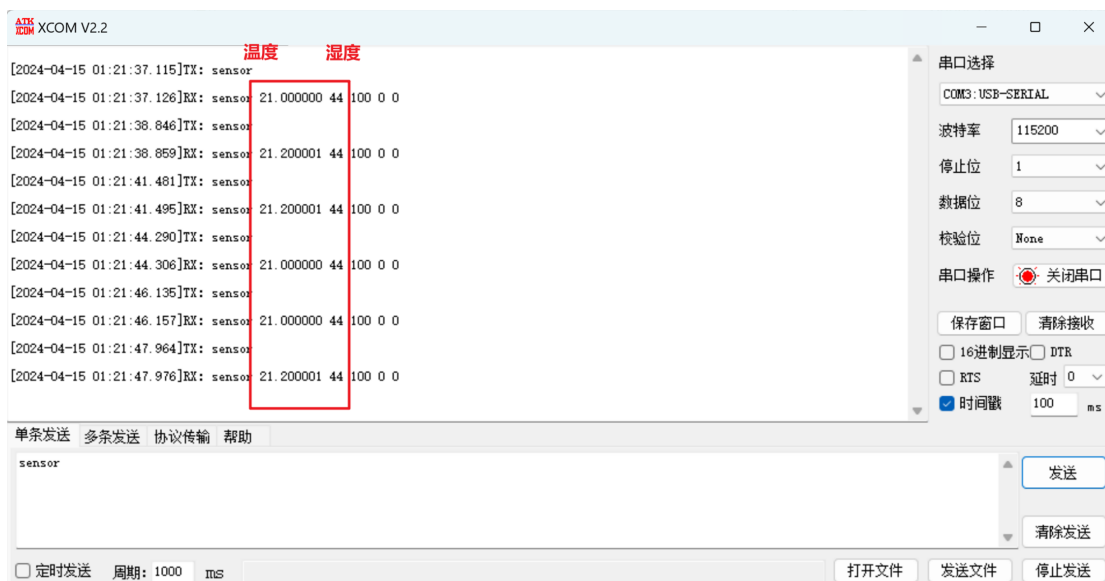 ATK XCOM XCOM V2.2
温度 湿度
[2024-04-15 01:21:37.115]TX: sensor
[2024-04-15 01:21:37.126]RX: sensor 21.000000 44 100 0 0
[2024-04-15 01:21:38.846]TX: sensor
[2024-04-15 01:21:38.859]RX: sensor 21.200001 44 100 0 0
[2024-04-15 01:21:41.481]TX: sensor
[2024-04-15 01:21:41.495]RX: sensor 21.200001 44 100 0 0
[2024-04-15 01:21:44.290]TX: sensor
[2024-04-15 01:21:44.306]RX: sensor 21.000000 44 100 0 0
[2024-04-15 01:21:46.135]TX: sensor
[2024-04-15 01:21:46.157]RX: sensor 21.000000 44 100 0 0
[2024-04-15 01:21:47.964]TX: sensor
[2024-04-15 01:21:47.976]RX: sensor 21.200001 44 100 0 0
串口选择
COM3:USB-SERIAL
波特率 115200
停止位 1
数据位 8
校验位 None
串口操作 关闭串口
保存窗口 清除接收
16进制显示 DTR
RTS 延时 0
时间戳 100 ms
单条发送 多条发送 协议传输 帮助
sensor
发送
清除发送
定时发送 周期: 1000 ms 打开文件 发送文件 停止发送